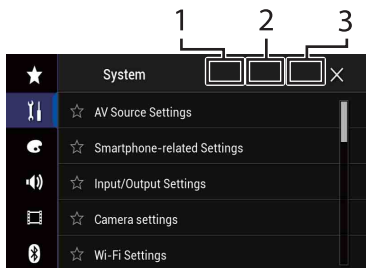 1 2 3
System
AV Source Settings
Smartphone-related Settings
Input/Output Settings
Camera settings
Wi-Fi Settings